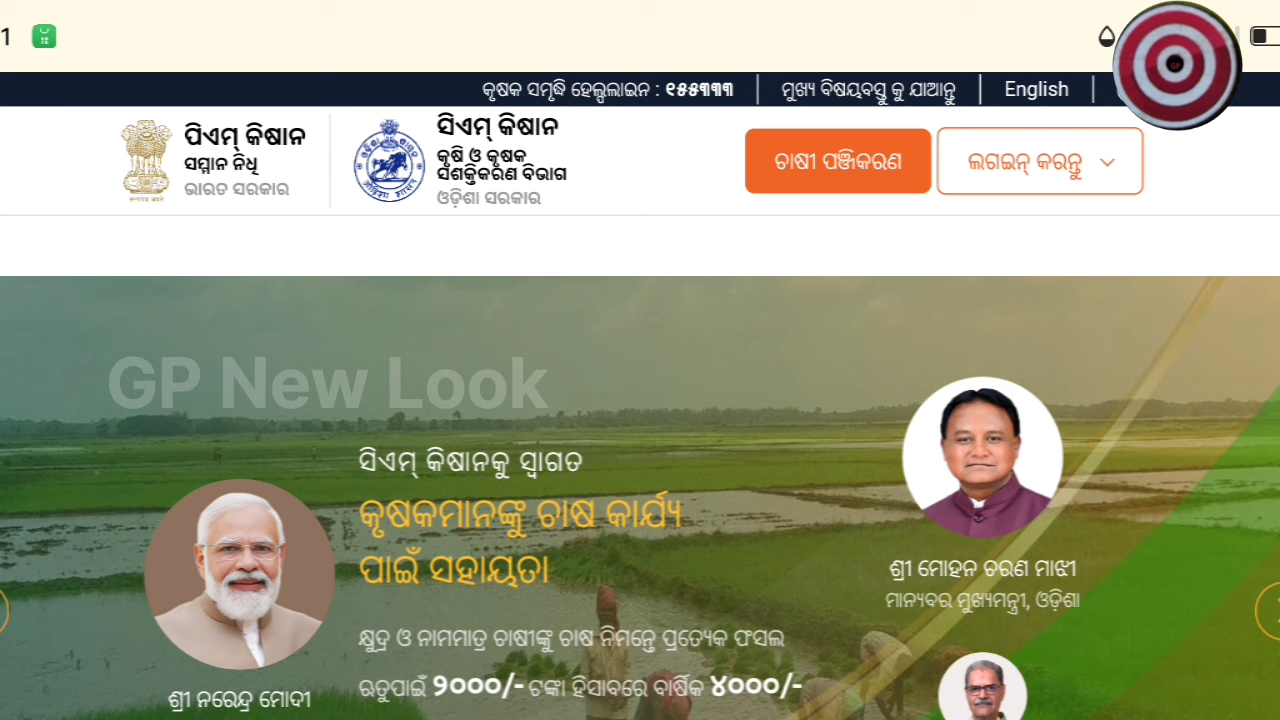 1
କୃଷକ ସମୃଦ୍ଧି ହେଲ୍ପଲାଇନ : ୧୫୫୩୩୩
ମୁଖ୍ୟ ବିଷୟବସ୍ତୁ କୁ ଯାଆନ୍ତୁ
English
GP
ପିଏମ୍ କିଷାନ
ସମ୍ମାନ ନିଧି
ଭାରତ ସରକାର
ସିଏମ୍ କିଷାନ
କୃଷି ଓ କୃଷକ
ସଶକ୍ତିକରଣ ବିଭାଗ
ଓଡ଼ିଶା ସରକାର
ଚାଷୀ ପଞ୍ଜିକରଣ
ଲଗଇନ୍ କରନ୍ତୁ
GP New Look
ସିଏମ୍ କିଷାନକୁ ସ୍ୱାଗତ
କୃଷକମାନଙ୍କୁ ଚାଷ କାର୍ଯ୍ୟ
ପାଇଁ ସହାୟତା
କ୍ଷୁଦ୍ର ଓ ନାମମାତ୍ର ଚାଷୀଙ୍କୁ ଚାଷ ନିମନ୍ତେ ପ୍ରତ୍ୟେକ ଫସଲ
ଋତୁପାଇଁ ୨୦୦୦/- ଟଙ୍କା ହିସାବରେ ବାର୍ଷିକ ୪୦୦୦/-
ଶ୍ରୀ ନରେନ୍ଦ୍ର ମୋଦୀ
ଶ୍ରୀ ମୋହନ ଚରଣ ମାଝୀ
ମାନ୍ୟବର ମୁଖ୍ୟମନ୍ତ୍ରୀ, ଓଡ଼ିଶା